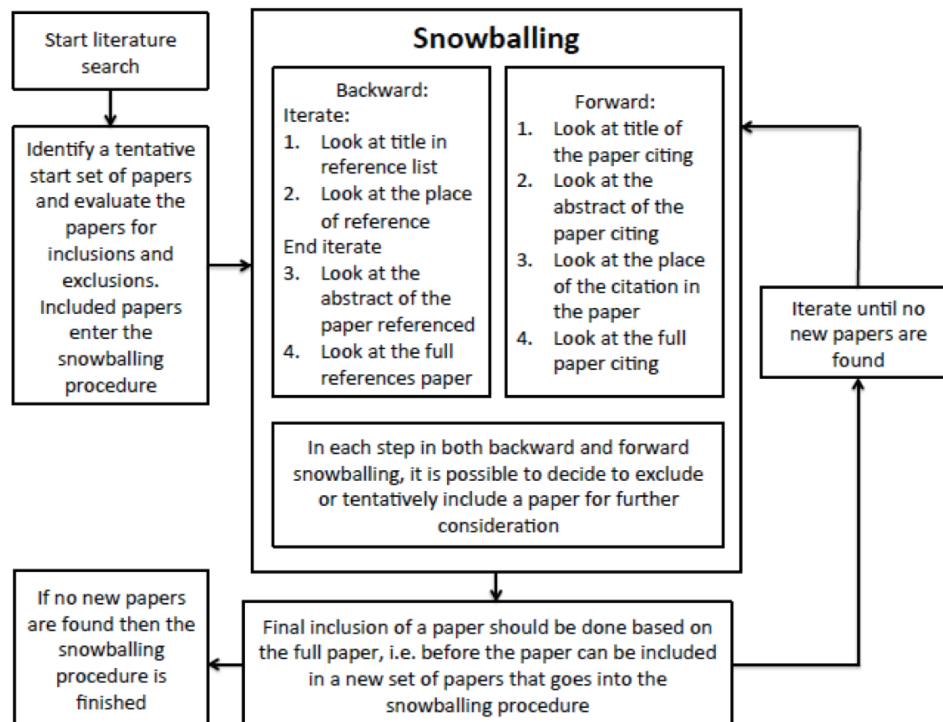 Start literature
search
Identify a tentative
start set of papers
and evaluate the
papers for
inclusions and
exclusions.
Included papers
enter the
snowballing
procedure
Snowballing
Backward:
Iterate:
1. Look at title in
reference list
2. Look at the place
of reference
End iterate
3. Look at the
abstract of the
paper referenced
4. Look at the full
references paper
Forward:
1. Look at title of
the paper citing
2. Look at the
abstract of the
paper citing
3. Look at the place
of the citation in
the paper
4. Look at the full
paper citing
In each step in both backward and forward
snowballing, it is possible to decide to exclude
or tentatively include a paper for further
consideration
Iterate until no
new papers are
found
If no new papers
are found then the
snowballing
procedure is
finished
Final inclusion of a paper should be done based on
the full paper, i.e. before the paper can be included
in a new set of papers that goes into the
snowballing procedure